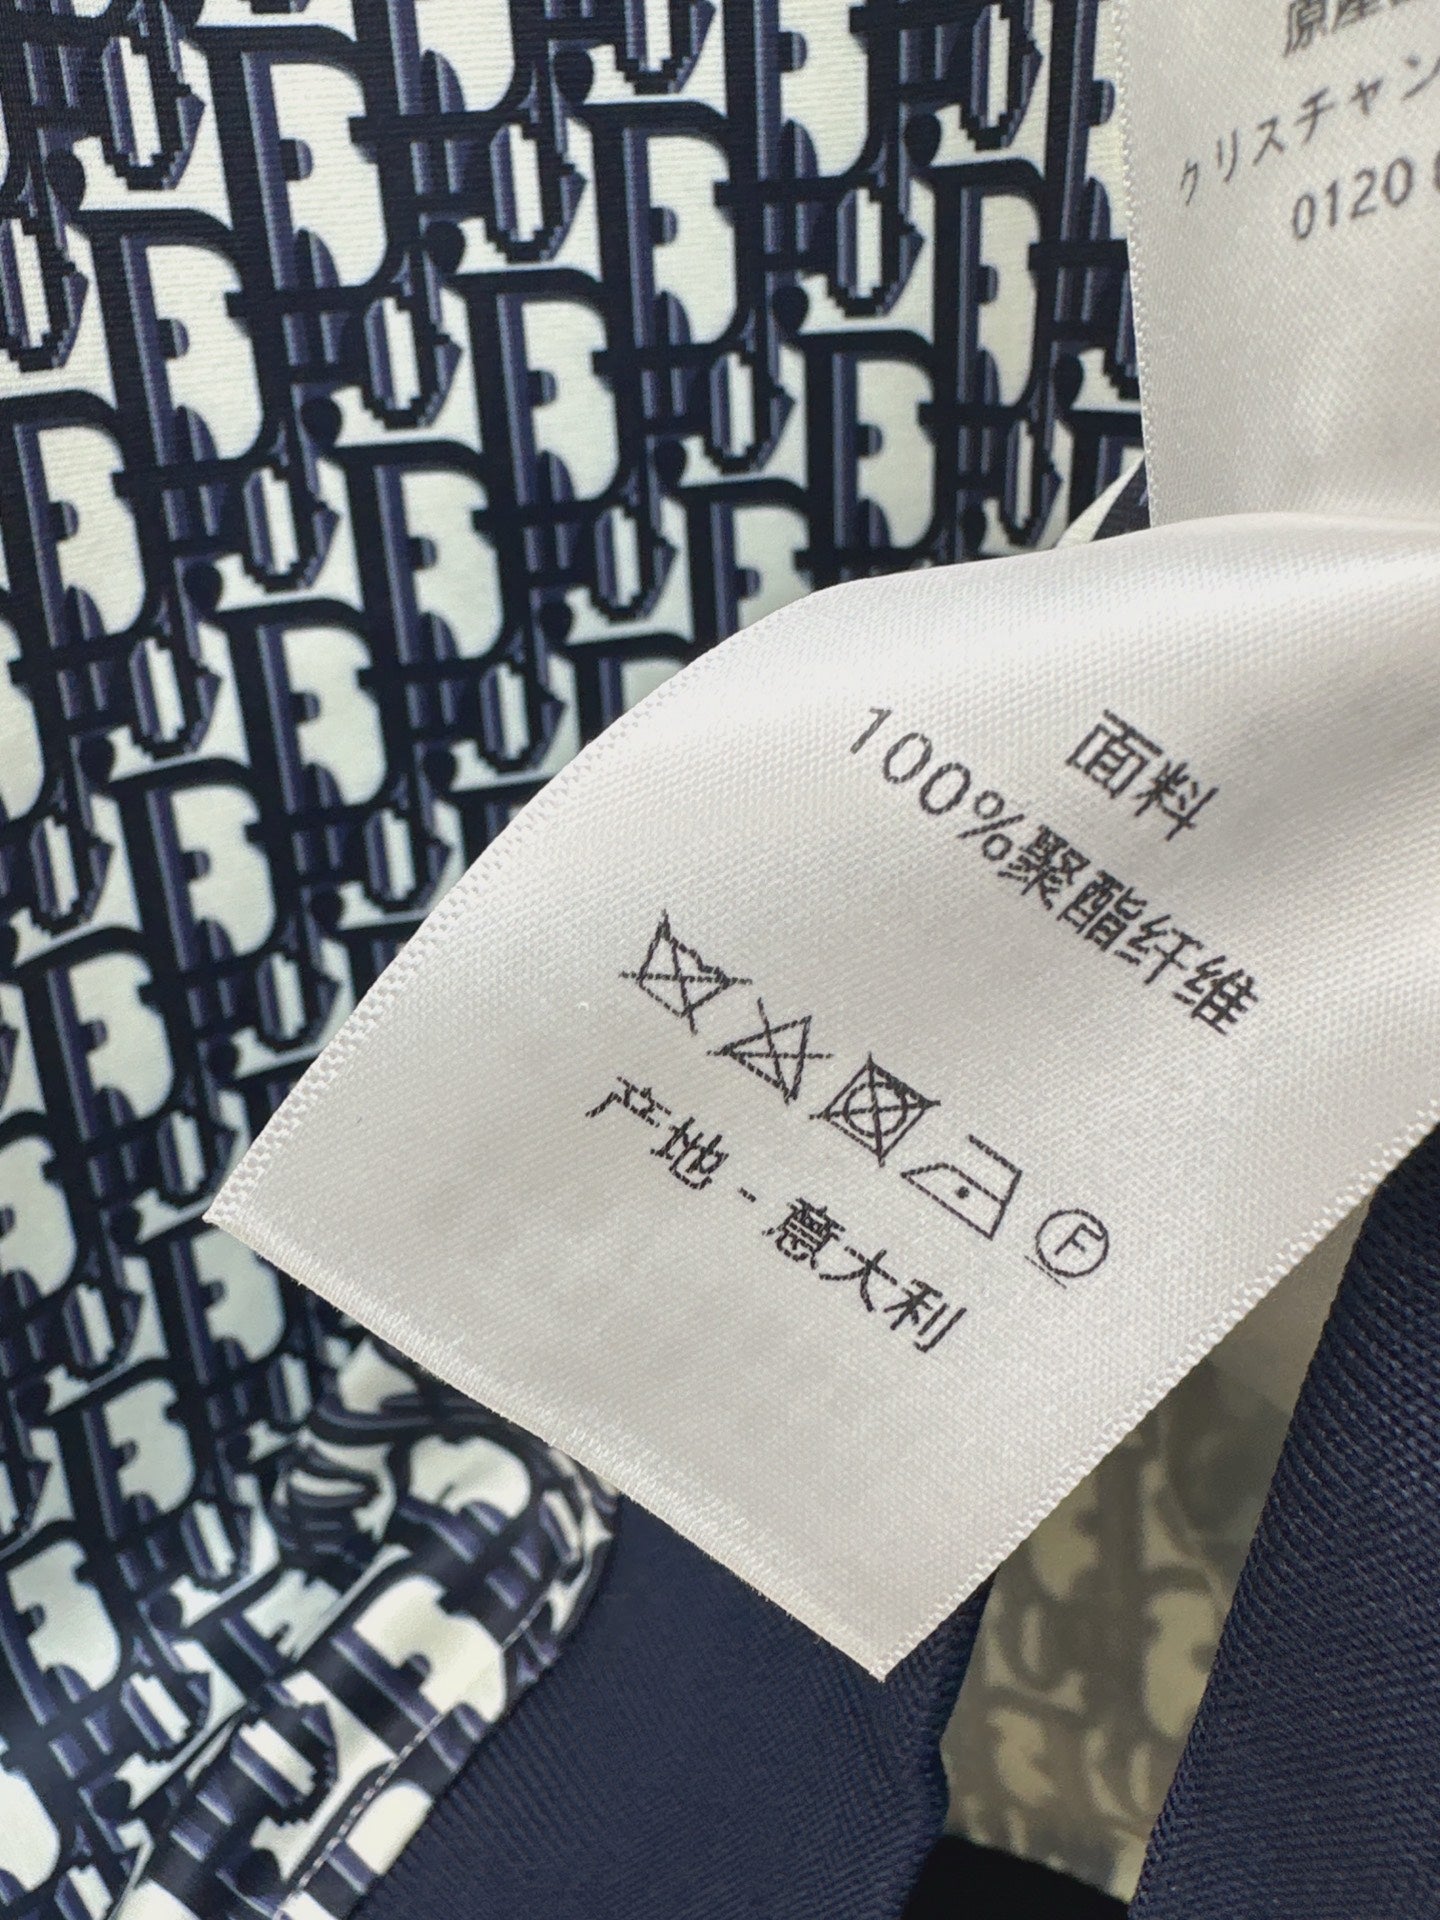 クリスチャン
0120
面料
100%聚酯纤维
F
产地 - 意大利